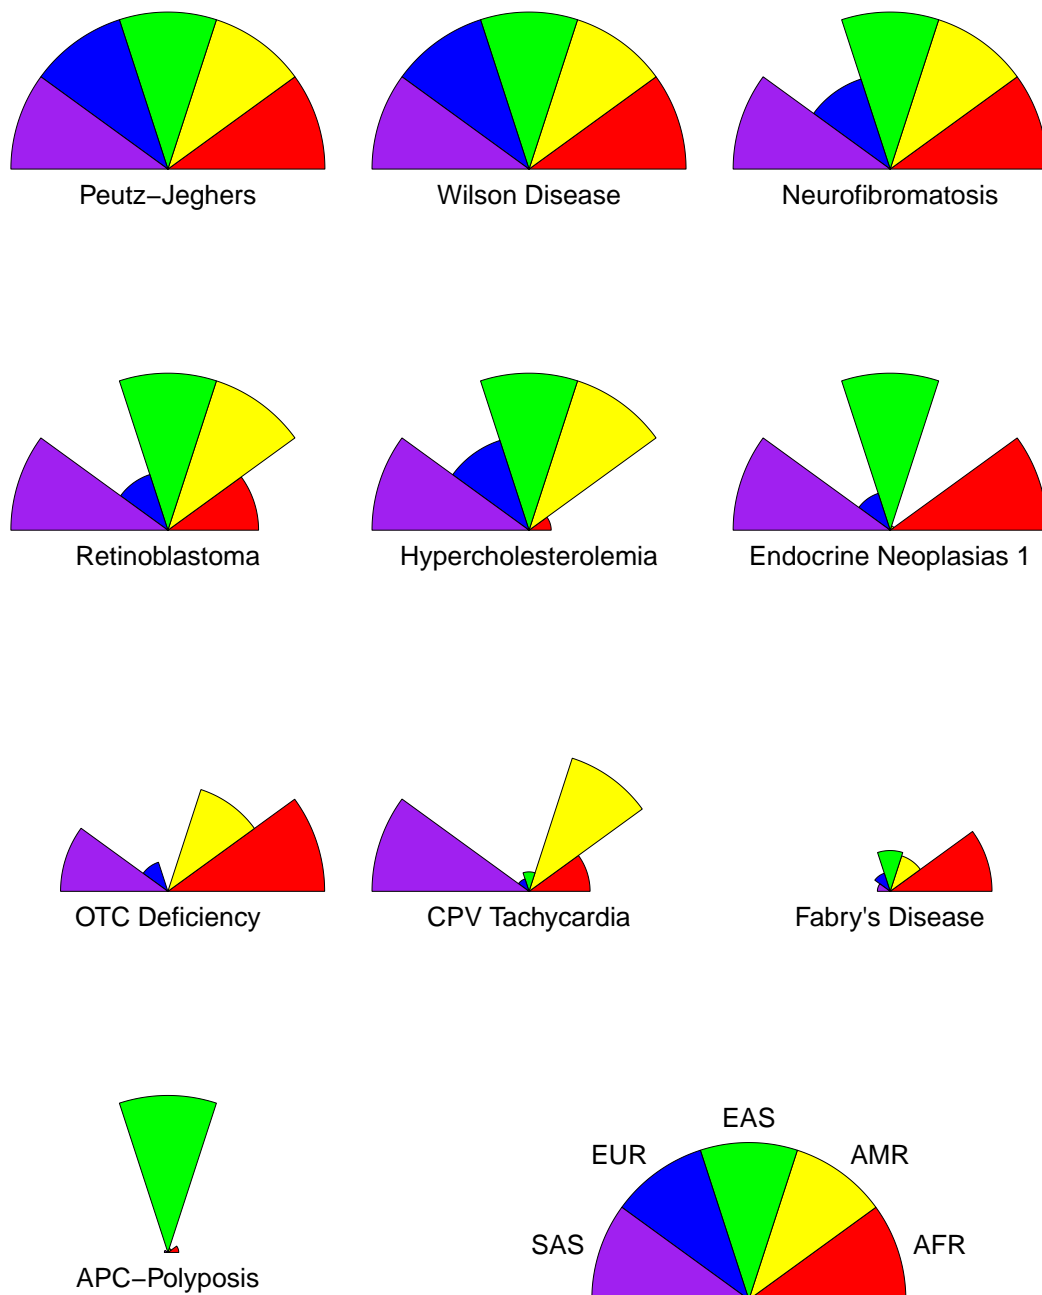 Peutz−Jeghers
Wilson Disease
Neurofibromatosis
Retinoblastoma
Hypercholesterolemia
Endocrine Neoplasias 1
OTC Deficiency
CPV Tachycardia
Fabry's Disease
APC−Polyposis
EAS
EUR
AMR
SAS
AFR